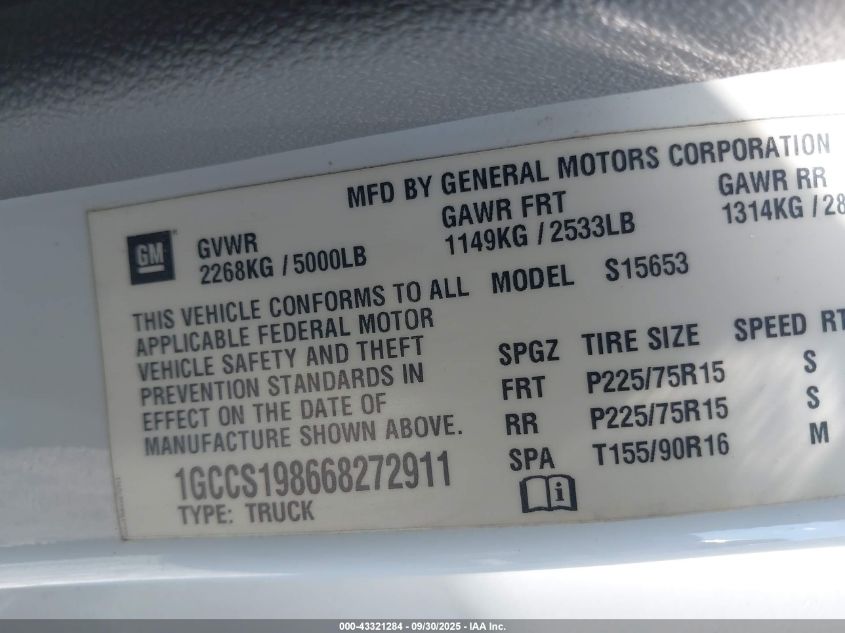 MFD BY GENERAL MOTORS CORPORATION
GM
GVWR
2268KG / 5000LB
GAWR FRT
1149KG / 2533LB
GAWR RR
1314KG / 28
MODEL S15653
THIS VEHICLE CONFORMS TO ALL
APPLICABLE FEDERAL MOTOR
VEHICLE SAFETY AND THEFT
PREVENTION STANDARDS IN
EFFECT ON THE DATE OF
MANUFACTURE SHOWN ABOVE.
1GCCS198668272911
TYPE: TRUCK
SPGZ TIRE SIZE SPEED RT
FRT P225/75R15 S
RR P225/75R15 S
SPA T155/90R16 M
i
000-43321284 - 09/30/2025 - IAA Inc.